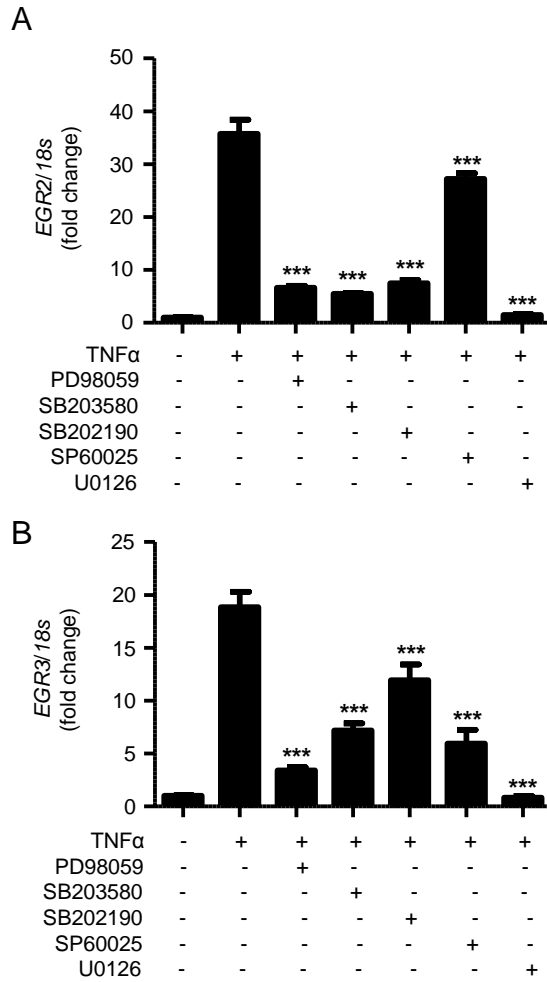 A
EGR2/18s
(fold change)
50
40
30
20
10
0
*** *** *** *** ***
TNFα - + + + + + +
PD98059 - - + - - - -
SB203580 - - - + - - -
SB202190 - - - - + - -
SP60025 - - - - - + -
U0126 - - - - - - +
B
EGR3/18s
(fold change)
25
20
15
10
5
0
*** *** *** *** ***
TNFα - + + + + + +
PD98059 - - + - - - -
SB203580 - - - + - - -
SB202190 - - - - + - -
SP60025 - - - - - + -
U0126 - - - - - - +